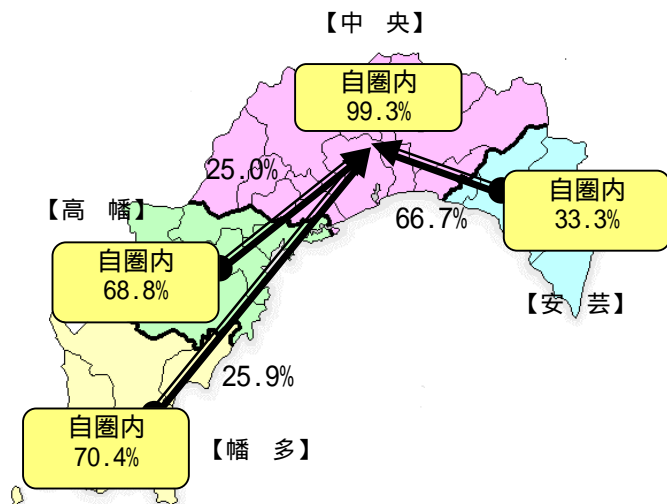 【中　央】
自圏内
99.3%
25.0%
【高　幡】
66.7%
自圏内
33.3%
自圏内
68.8%
【安　芸】
25.9%
自圏内
70.4%
【幡　多】